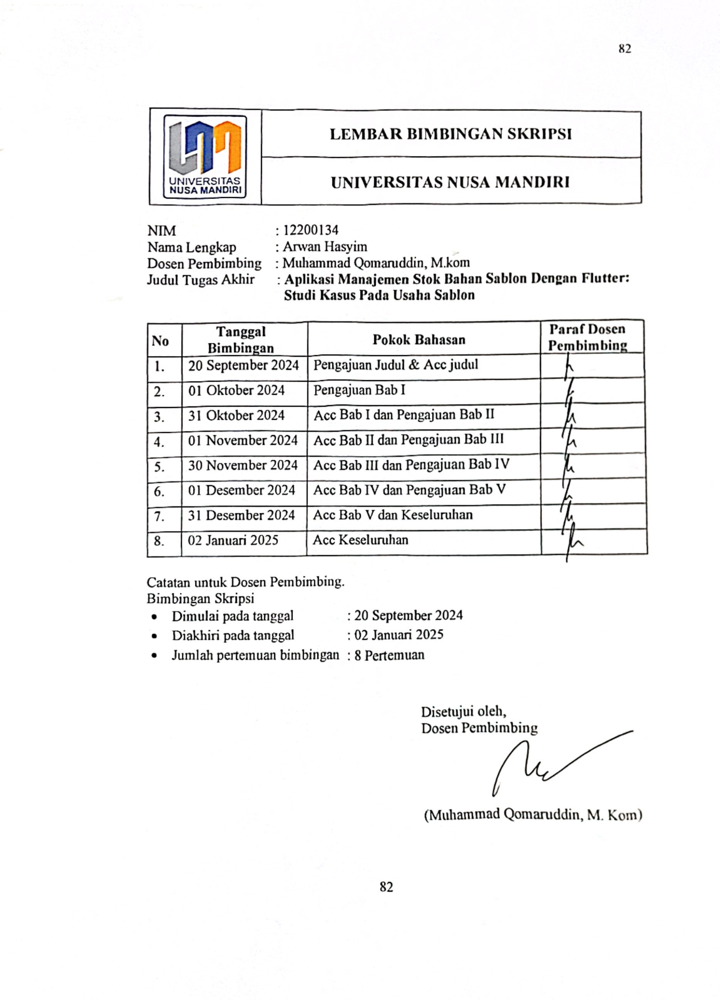 82
LEMBAR BIMBINGAN SKRIPSI
UNIVERSITAS
NUSA MANDIRI
UNIVERSITAS NUSA MANDIRI
NIM : 12200134
Nama Lengkap : Arwan Hasyim
Dosen Pembimbing : Muhammad Qomaruddin, M.kom
Judul Tugas Akhir : Aplikasi Manajemen Stok Bahan Sablon Dengan Flutter:
Studi Kasus Pada Usaha Sablon
No Tanggal Bimbingan Pokok Bahasan Paraf Dosen Pembimbing
1. 20 September 2024 Pengajuan Judul & Acc judul
2. 01 Oktober 2024 Pengajuan Bab I
3. 31 Oktober 2024 Acc Bab I dan Pengajuan Bab II
4. 01 November 2024 Acc Bab II dan Pengajuan Bab III
5. 30 November 2024 Acc Bab III dan Pengajuan Bab IV
6. 01 Desember 2024 Acc Bab IV dan Pengajuan Bab V
7. 31 Desember 2024 Acc Bab V dan Keseluruhan
8. 02 Januari 2025 Acc Keseluruhan
Catatan untuk Dosen Pembimbing.
Bimbingan Skripsi
• Dimulai pada tanggal : 20 September 2024
• Diakhiri pada tanggal : 02 Januari 2025
• Jumlah pertemuan bimbingan : 8 Pertemuan
Disetujui oleh,
Dosen Pembimbing
(Muhammad Qomaruddin, M. Kom)
82